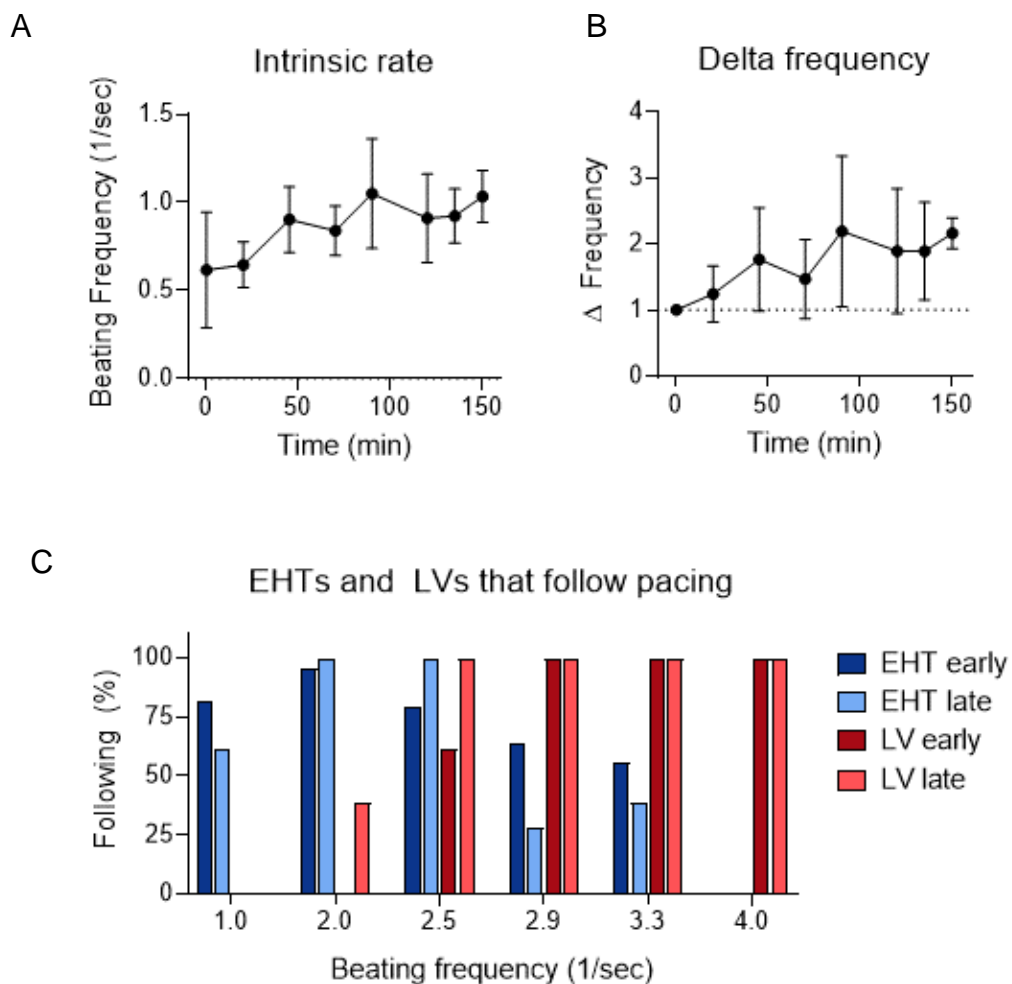 A
Intrinsic rate
Beating Frequency (1/sec)
1.5
1.0
0.5
0.0
0 50 100 150
Time (min)
B
Delta frequency
Δ Frequency
4
3
2
1
0
0 50 100 150
Time (min)
C
EHTs and LVs that follow pacing
Following (%)
100
75
50
25
0
1.0 2.0 2.5 2.9 3.3 4.0
Beating frequency (1/sec)
EHT early
EHT late
LV early
LV late